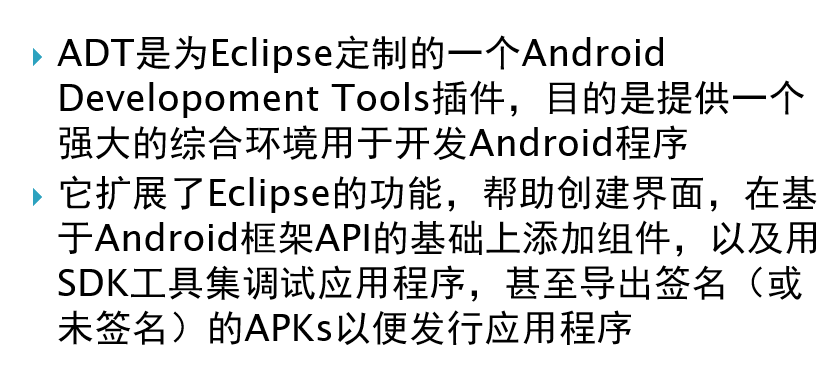 ADT是为Eclipse定制的一个Android
Developoment Tools插件，目的是提供一个
强大的综合环境用于开发Android程序
它扩展了Eclipse的功能，帮助创建界面，在基
于Android框架API的基础上添加组件，以及用
SDK工具集调试应用程序，甚至导出签名（或
未签名）的APKs以便发行应用程序